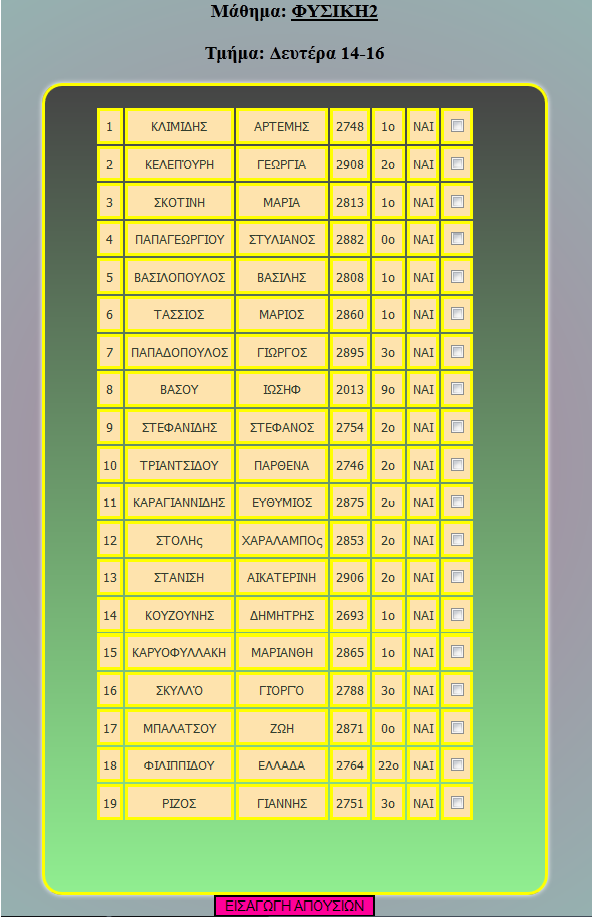 Μάθημα: ΦΥΣΙΚΗ2
Τμήμα: Δευτέρα 14-16
1 ΚΛΙΜΙΔΗΣ ΑΡΤΕΜΗΣ 2748 1ο ΝΑΙ
2 ΚΕΛΕΠΟΥΡΗ ΓΕΩΡΓΙΑ 2908 2ο ΝΑΙ
3 ΣΚΟΤΙΝΗ ΜΑΡΙΑ 2813 1ο ΝΑΙ
4 ΠΑΠΑΓΕΩΡΓΙΟΥ ΣΤΥΛΙΑΝΟΣ 2882 0ο ΝΑΙ
5 ΒΑΣΙΛΟΠΟΥΛΟΣ ΒΑΣΙΛΗΣ 2808 1ο ΝΑΙ
6 ΤΑΣΣΙΟΣ ΜΑΡΙΟΣ 2860 1ο ΝΑΙ
7 ΠΑΠΑΔΟΠΟΥΛΟΣ ΓΙΩΡΓΟΣ 2895 3ο ΝΑΙ
8 ΒΑΣΟΥ ΙΩΣΗΦ 2013 9ο ΝΑΙ
9 ΣΤΕΦΑΝΙΔΗΣ ΣΤΕΦΑΝΟΣ 2754 2ο ΝΑΙ
10 ΤΡΙΑΝΤΣΙΔΟΥ ΠΑΡΘΕΝΑ 2746 2ο ΝΑΙ
11 ΚΑΡΑΓΙΑΝΝΙΔΗΣ ΕΥΘΥΜΙΟΣ 2875 2υ ΝΑΙ
12 ΣΤΟΛΗς ΧΑΡΑΛΑΜΠΟς 2853 2ο ΝΑΙ
13 ΣΤΑΝΙΣΗ ΑΙΚΑΤΕΡΙΝΗ 2906 2ο ΝΑΙ
14 ΚΟΥΖΟΥΝΗΣ ΔΗΜΗΤΡΗΣ 2693 1ο ΝΑΙ
15 ΚΑΡΥΟΦΥΛΛΑΚΗ ΜΑΡΙΑΝΘΗ 2865 1ο ΝΑΙ
16 ΣΚΥΛΛΌ ΓΙΟΡΓΌ 2788 3ο ΝΑΙ
17 ΜΠΑΛΑΤΣΟΥ ΖΩΗ 2871 0ο ΝΑΙ
18 ΦΙΛΙΠΠΙΔΟΥ ΕΛΛΑΔΑ 2764 22ο ΝΑΙ
19 ΡΙΖΟΣ ΓΙΑΝΝΗΣ 2751 3ο ΝΑΙ
ΕΙΣΑΓΩΓΗ ΑΠΟΥΣΙΩΝ